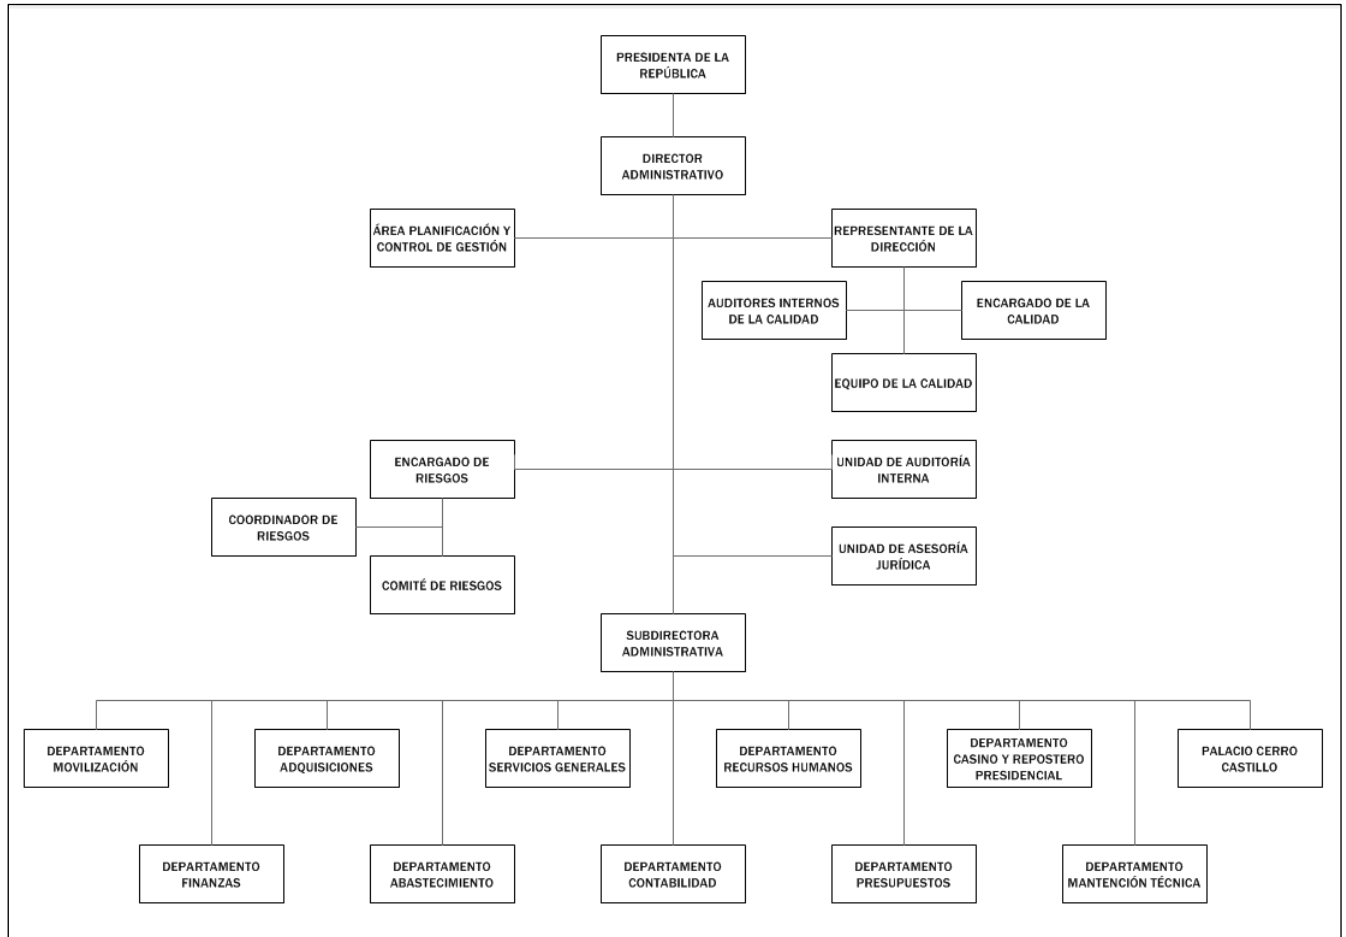 PRESIDENTA DE LA
REPÚBLICA
DIRECTOR
ADMINISTRATIVO
ÁREA PLANIFICACIÓN Y
CONTROL DE GESTIÓN
REPRESENTANTE DE LA
DIRECCIÓN
AUDITORES INTERNOS
DE LA CALIDAD
ENCARGADO DE LA
CALIDAD
EQUIPO DE LA CALIDAD
ENCARGADO DE
RIESGOS
UNIDAD DE AUDITORÍA
INTERNA
COORDINADOR DE
RIESGOS
UNIDAD DE ASESORÍA
JURÍDICA
COMITÉ DE RIESGOS
SUBDIRECTORA
ADMINISTRATIVA
DEPARTAMENTO
MOVILIZACIÓN
DEPARTAMENTO
ADQUISICIONES
DEPARTAMENTO
SERVICIOS GENERALES
DEPARTAMENTO
RECURSOS HUMANOS
DEPARTAMENTO
CASINO Y REPOSTERO
PRESIDENCIAL
PALACIO CERRO
CASTILLO
DEPARTAMENTO
FINANZAS
DEPARTAMENTO
ABASTECIMIENTO
DEPARTAMENTO
CONTABILIDAD
DEPARTAMENTO
PRESUPUESTOS
DEPARTAMENTO
MANTENCIÓN TÉCNICA